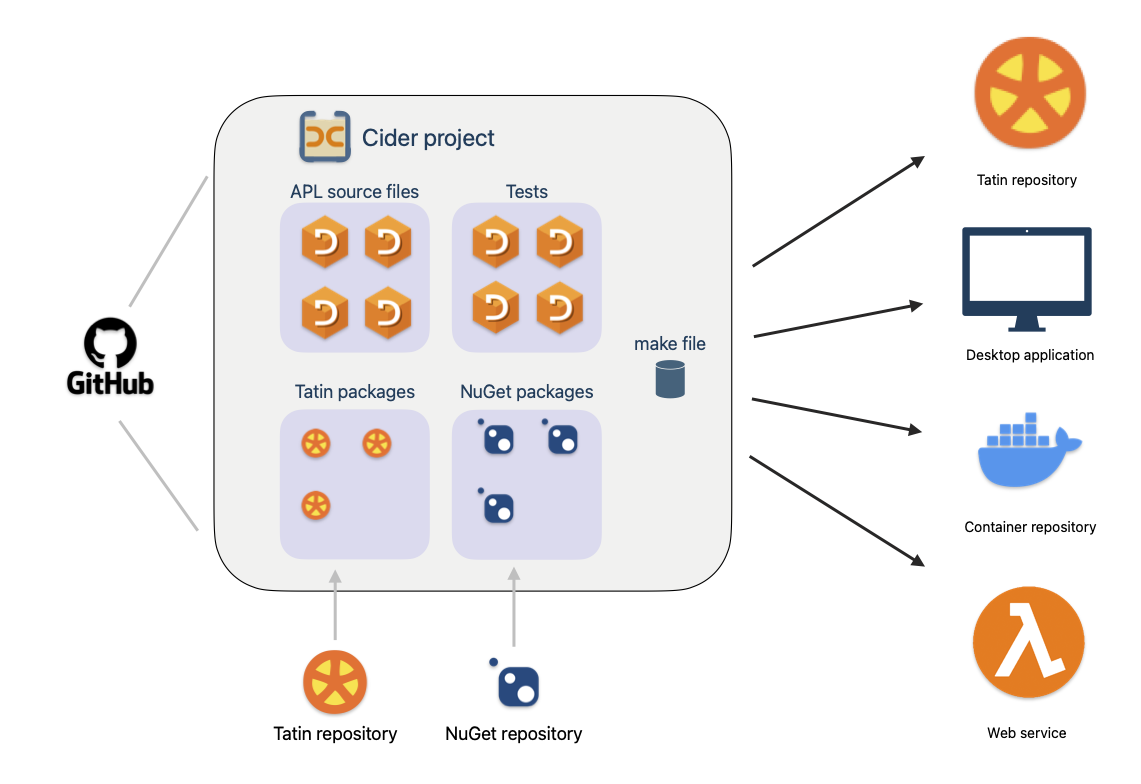 Cider project
APL source files
Tests
make file
Tatin packages
NuGet packages
GitHub
Tatin repository
NuGet repository
Tatin repository
Desktop application
Container repository
Web service